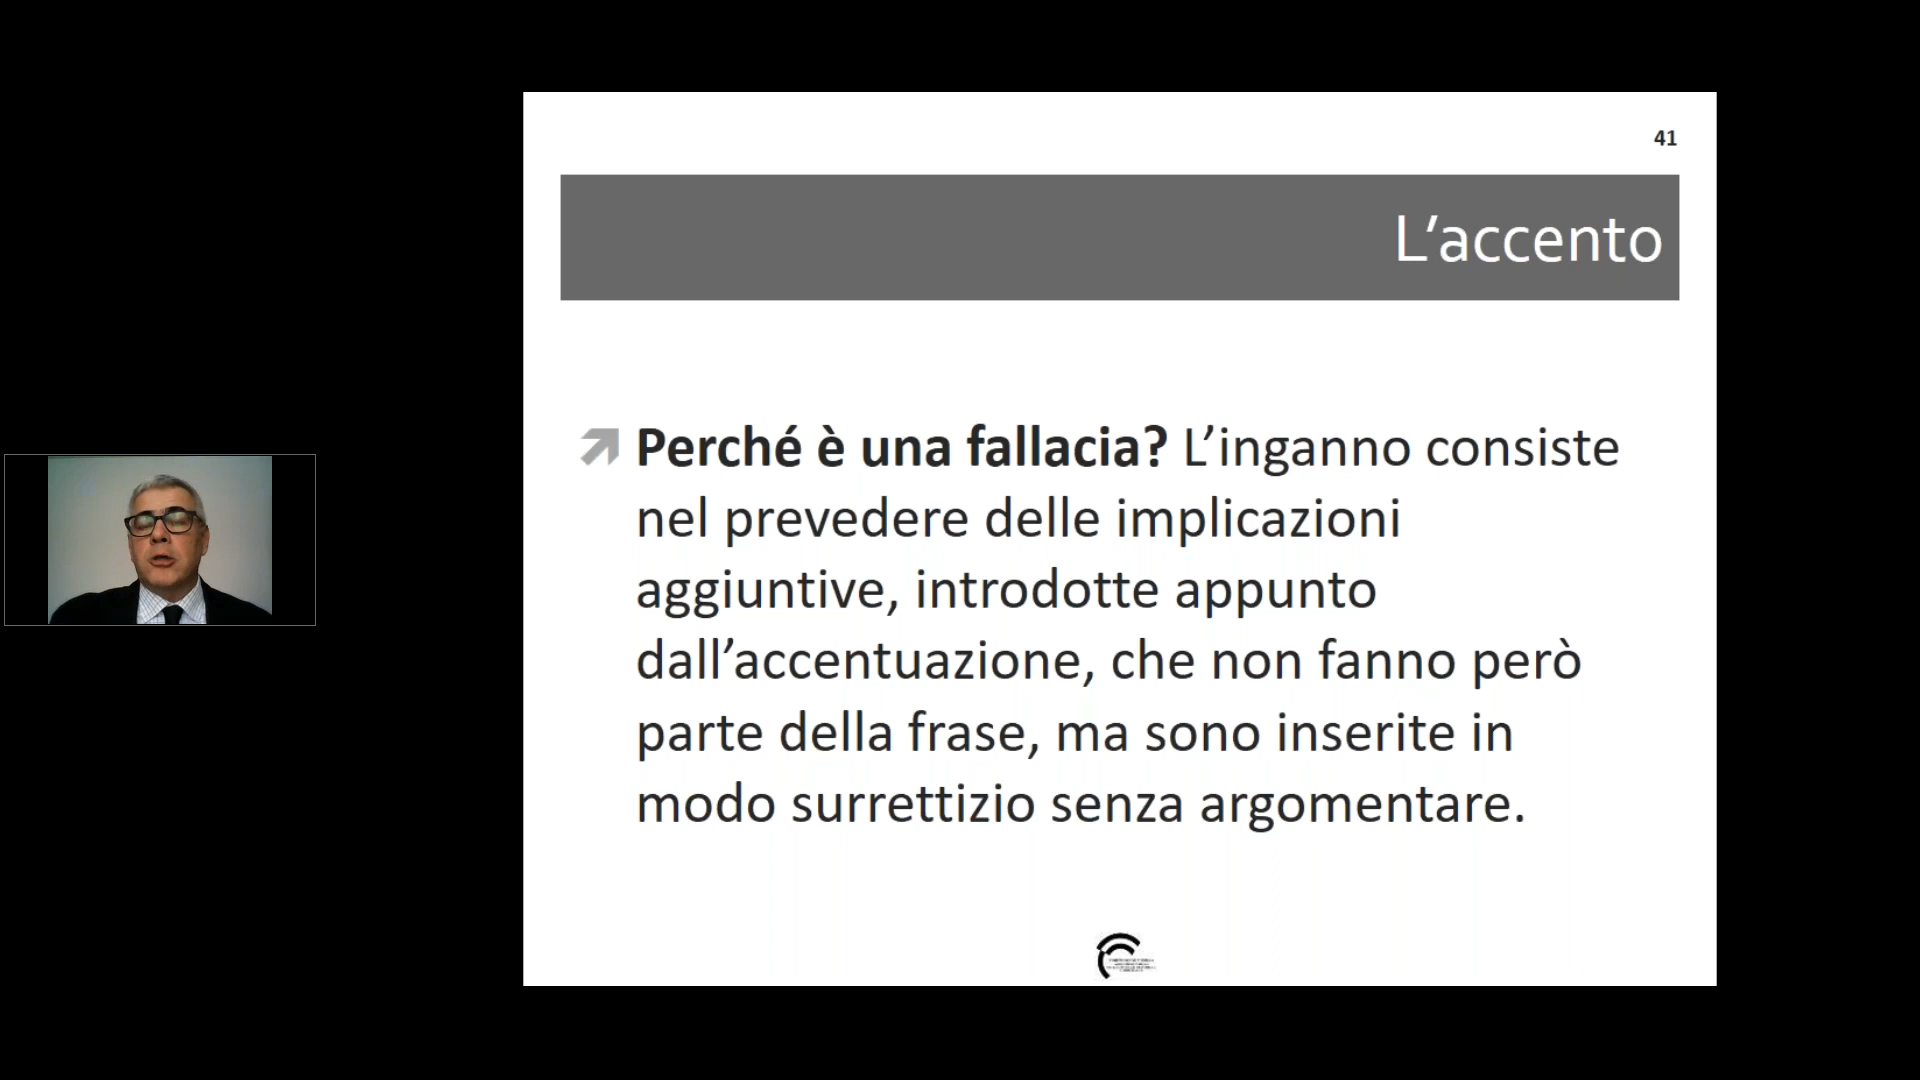 41
L’accento
Perché è una fallacia? L’inganno consiste
nel prevedere delle implicazioni
aggiuntive, introdotte appunto
dall’accentuazione, che non fanno però
parte della frase, ma sono inserite in
modo surrettizio senza argomentare.